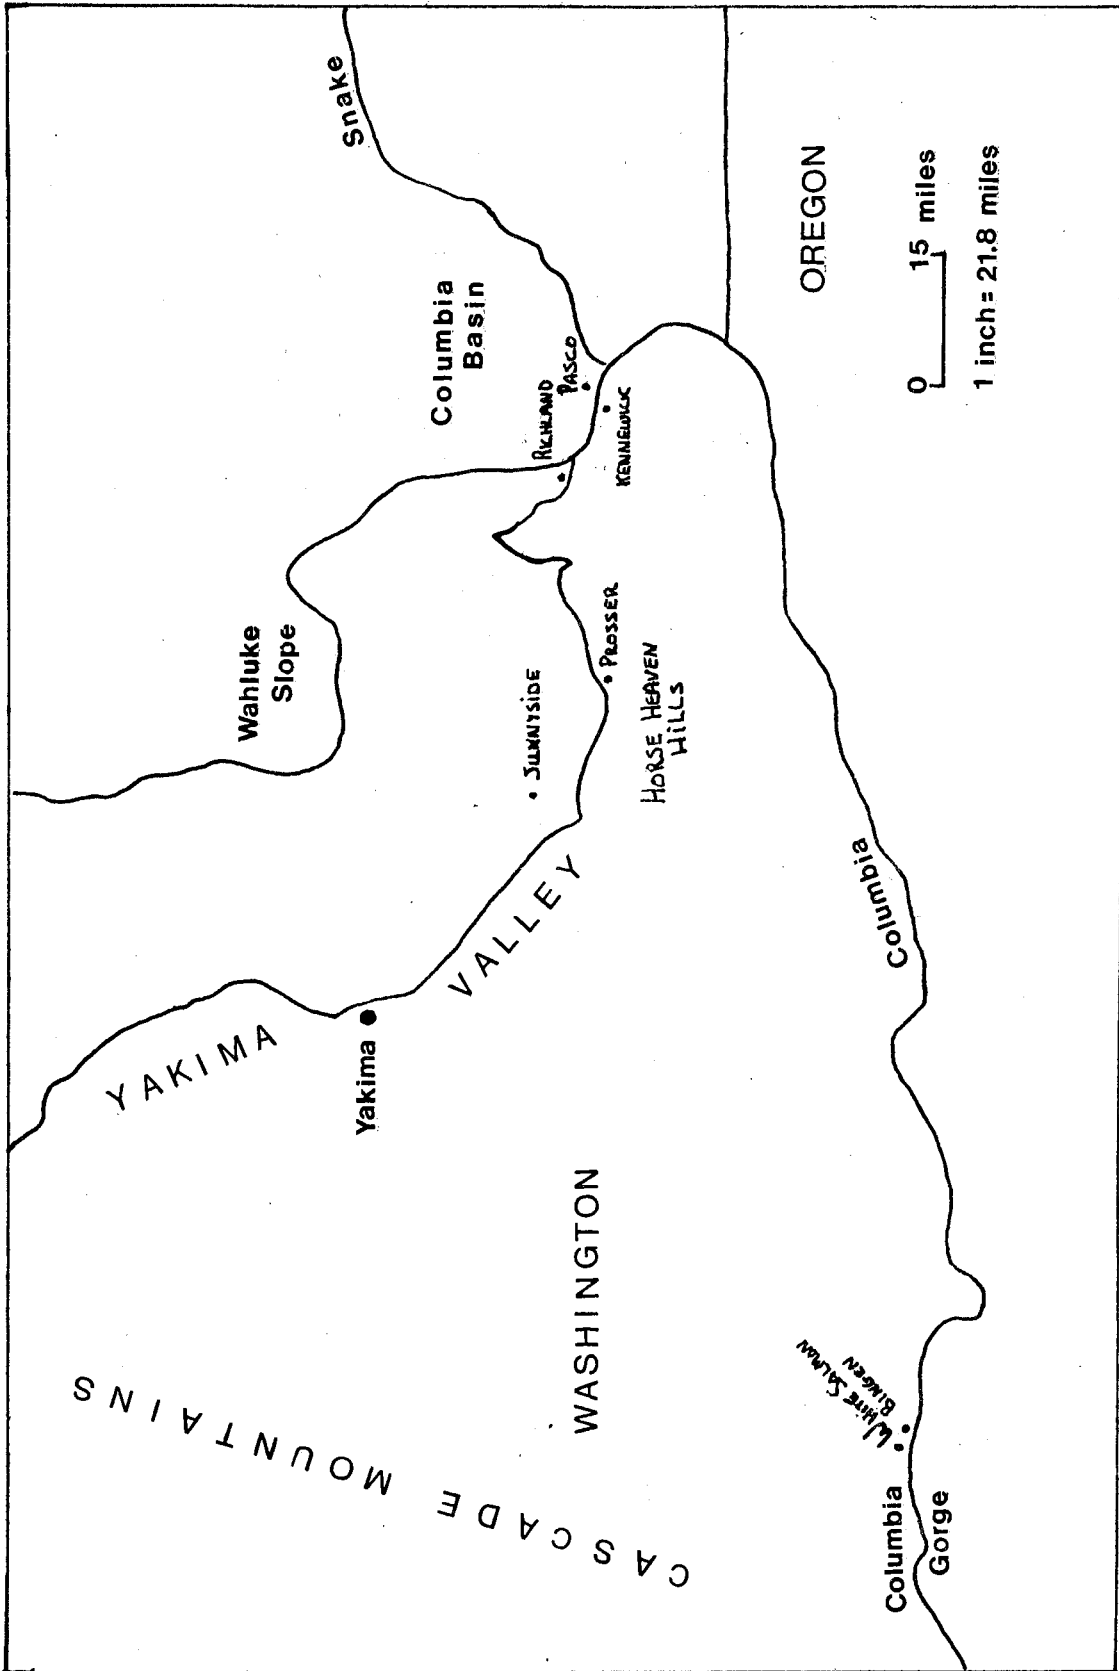 CASCADE MOUNTAINS
YAKIMA
VALLEY
Yakima
Wahluke
Slope
Snake
Columbia
Basin
SUNNYSIDE
RICHLAND
PASCO
KENNEWICK
PROSSER
HORSE HEAVEN
HILLS
WASHINGTON
OREGON
WHITE SALMON
BINGEN
Columbia
Gorge
Columbia
0 15 miles
1 inch = 21.8 miles